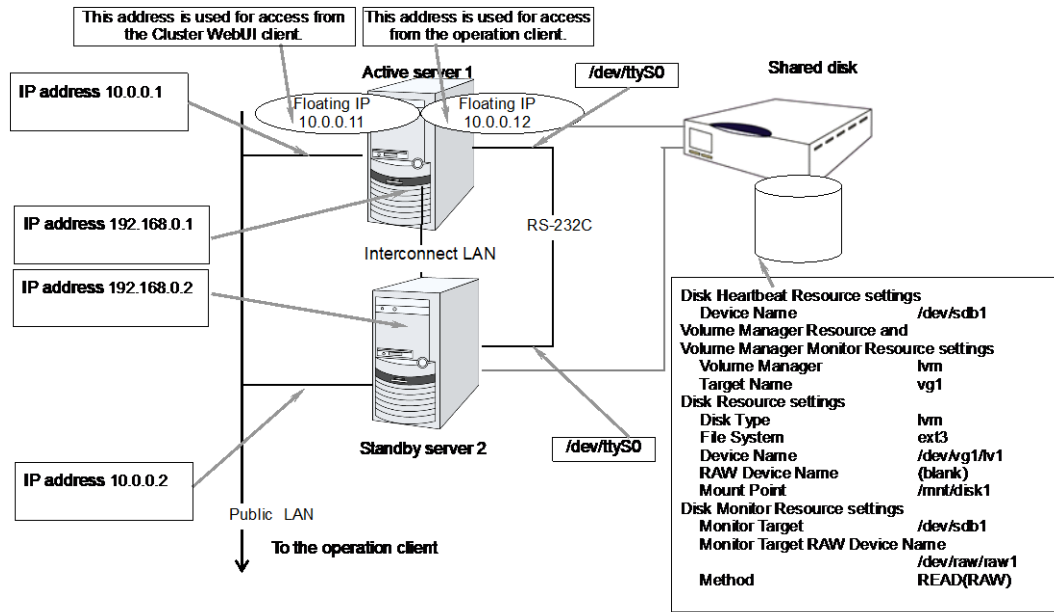 This address is used for access from
the Cluster WebUI client.
This address is used for access
from the operation client.
Active server 1
/dev/ttyS0
Shared disk
IP address 10.0.0.1
Floating IP
10.0.0.11
Floating IP
10.0.0.12
IP address 192.168.0.1
RS-232C
Interconnect LAN
IP address 192.168.0.2
Disk Heartbeat Resource settings
Device Name /dev/sdb1
Volume Manager Resource and
Volume Manager Monitor Resource settings
Volume Manager lvm
Target Name vg1
Disk Resource settings
Disk Type lvm
File System ext3
Device Name /dev/vg1/lv1
RAW Device Name (blank)
Mount Point /mnt/disk1
Disk Monitor Resource settings
Monitor Target /dev/sdb1
Monitor Target RAW Device Name
/dev/raw/raw1
Method READ(RAW)
Standby server 2
/dev/ttyS0
IP address 10.0.0.2
Public LAN
To the operation client